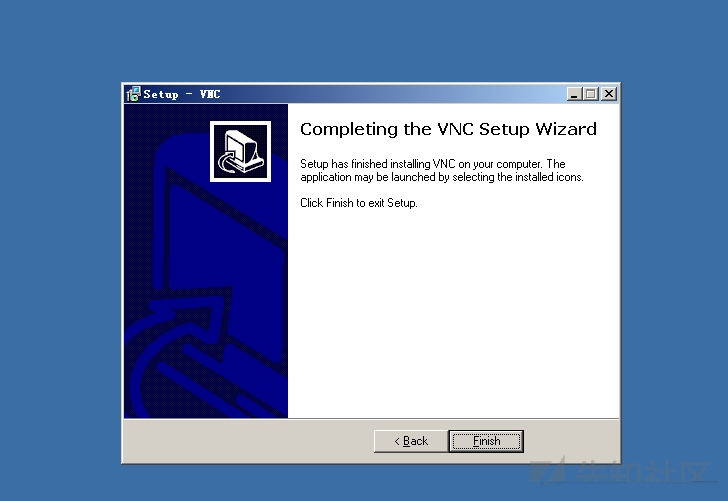 Setup - VNC
Completing the VNC Setup Wizard
Setup has finished installing VNC on your computer. The
application may be launched by selecting the installed icons.
Click Finish to exit Setup.
< Back
Finish